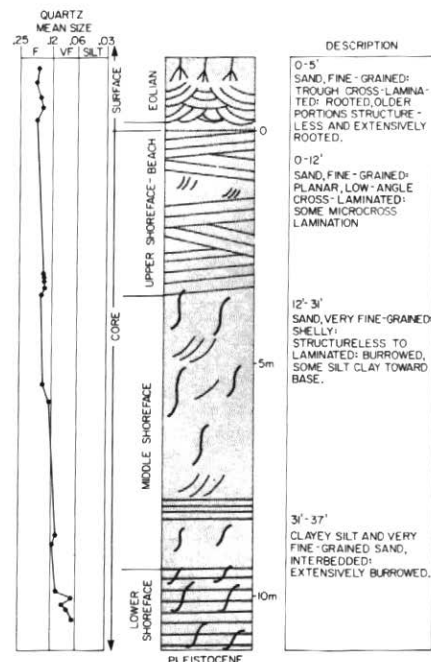 QUARTZ
MEAN SIZE
.25 .12 .06 .03
F VF SILT
SURFACE
CORE
EOLIAN
UPPER SHOREFACE-BEACH
MIDDLE SHOREFACE
LOWER
SHOREFACE
0
5m
10m
PLEISTOCENE
DESCRIPTION
0-5'
SAND, FINE-GRAINED:
TROUGH CROSS-LAMINA-
TED: ROOTED, OLDER
PORTIONS STRUCTURE-
LESS AND EXTENSIVELY
ROOTED.
0-12'
SAND, FINE-GRAINED:
PLANAR, LOW-ANGLE
CROSS-LAMINATED:
SOME MICROCROSS
LAMINATION
12'-31'
SAND, VERY FINE-GRAINED:
SHELLY:
STRUCTURELESS TO
LAMINATED: BURROWED,
SOME SILT CLAY TOWARD
BASE.
31'-37'
CLAYEY SILT AND VERY
FINE-GRAINED SAND,
INTERBEDDED:
EXTENSIVELY BURROWED.